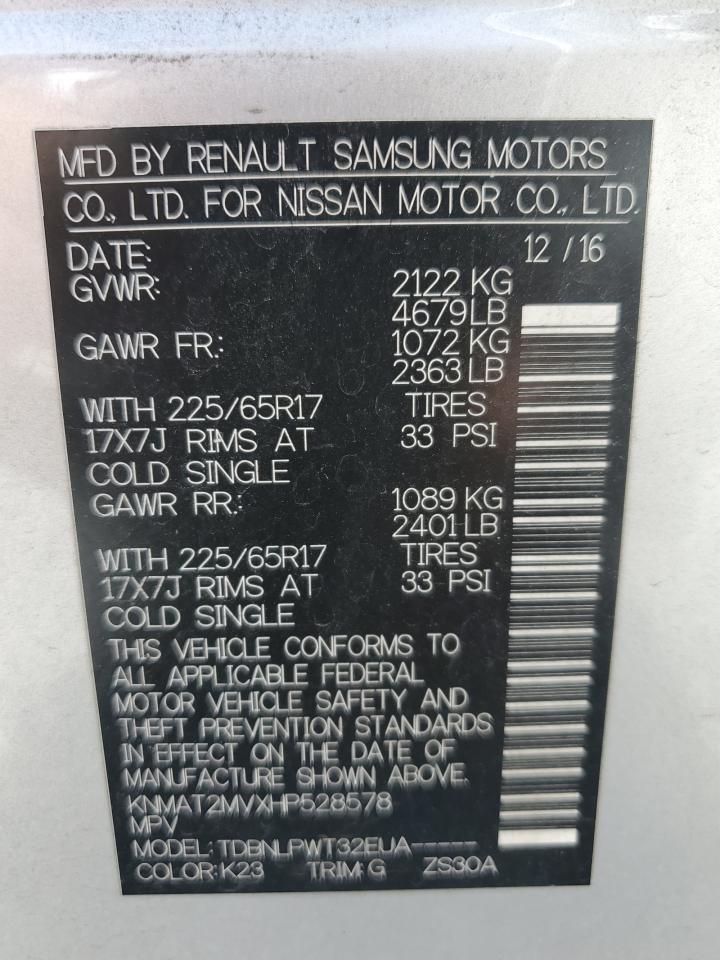 MFD BY RENAULT SAMSUNG MOTORS
CO., LTD. FOR NISSAN MOTOR CO., LTD.
DATE: 12 / 16
GVWR: 2122 KG
4679 LB
GAWR FR.: 1072 KG
2363 LB
WITH 225/65R17 TIRES
17X7J RIMS AT 33 PSI
COLD SINGLE
GAWR RR.: 1089 KG
2401 LB
WITH 225/65R17 TIRES
17X7J RIMS AT 33 PSI
COLD SINGLE
THIS VEHICLE CONFORMS TO
ALL APPLICABLE FEDERAL
MOTOR VEHICLE SAFETY AND
THEFT PREVENTION STANDARDS
IN EFFECT ON THE DATE OF
MANUFACTURE SHOWN ABOVE.
KNMAT2MVXHP528578
MPV
MODEL: TDBNLPWT32EUA-----
COLOR: K23 TRIM: G ZS30A